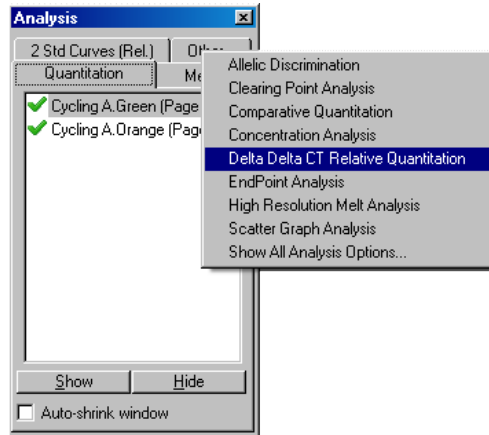 Analysis
2 Std Curves (Rel.)
Other
Quantitation
Cycling A.Green (Page
Cycling A.Orange (Pag
Show
Hide
Auto-shrink window
Allelic Discrimination
Clearing Point Analysis
Comparative Quantitation
Concentration Analysis
Delta Delta CT Relative Quantitation
EndPoint Analysis
High Resolution Melt Analysis
Scatter Graph Analysis
Show All Analysis Options...